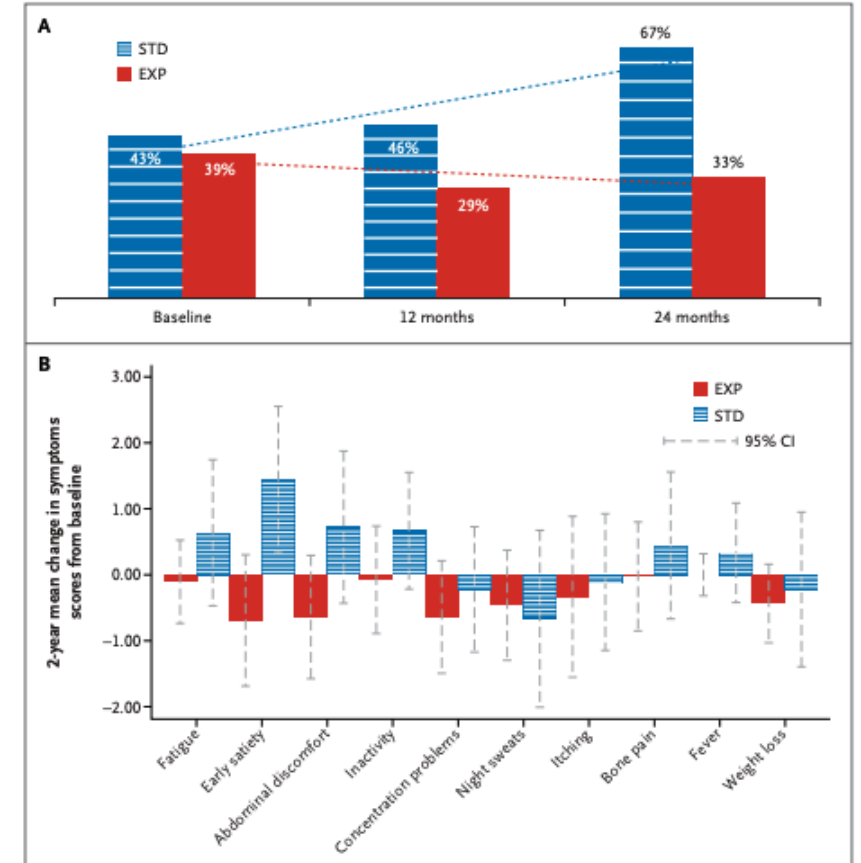 A
STD
EXP
67%
43%
39%
46%
29%
33%
Baseline
12 months
24 months
B
2-year mean change in symptoms
scores from baseline
3.00
2.00
1.00
0.00
−1.00
−2.00
EXP
STD
95% CI
Fatigue
Early satiety
Abdominal discomfort
Inactivity
Concentration problems
Night sweats
Itching
Bone pain
Fever
Weight loss